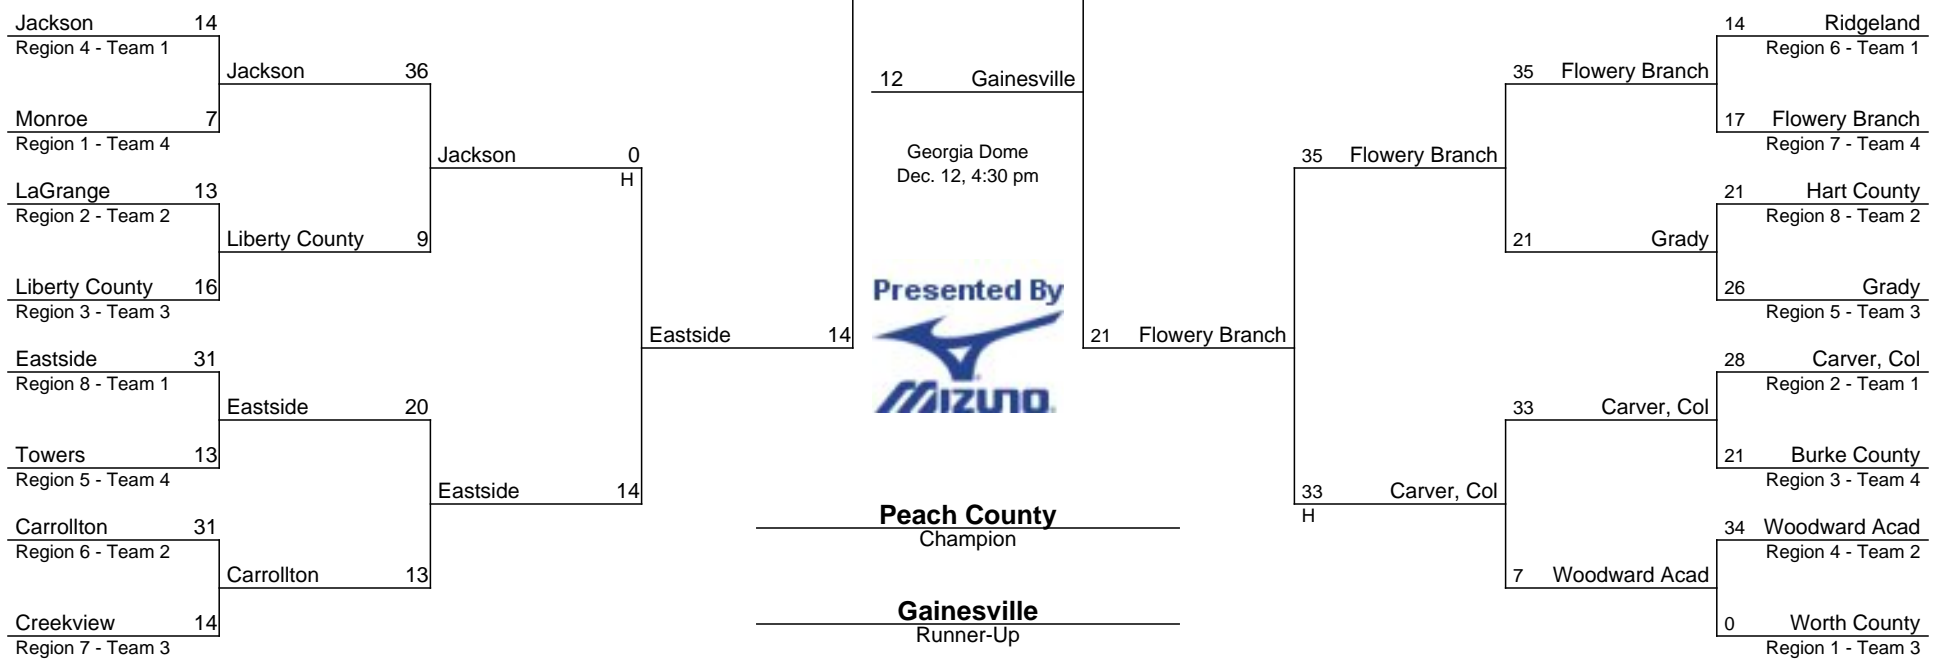 Jackson 14
Region 4 - Team 1
Jackson 36
Monroe 7
Region 1 - Team 4
Jackson 0
H
LaGrange 13
Region 2 - Team 2
Liberty County 9
Liberty County 16
Region 3 - Team 3
Eastside 14
Eastside 31
Region 8 - Team 1
Eastside 20
Towers 13
Region 5 - Team 4
Eastside 14
Carrollton 31
Region 6 - Team 2
Carrollton 13
Creekview 14
Region 7 - Team 3
12 Gainesville
Georgia Dome
Dec. 12, 4:30 pm
Presented By
MIZUNO
Peach County
Champion
Gainesville
Runner-Up
14 Ridgeland
Region 6 - Team 1
35 Flowery Branch
17 Flowery Branch
Region 7 - Team 4
35 Flowery Branch
21 Hart County
Region 8 - Team 2
21 Grady
26 Grady
Region 5 - Team 3
21 Flowery Branch
28 Carver, Col
Region 2 - Team 1
33 Carver, Col
21 Burke County
Region 3 - Team 4
33 Carver, Col
H
34 Woodward Acad
Region 4 - Team 2
7 Woodward Acad
0 Worth County
Region 1 - Team 3